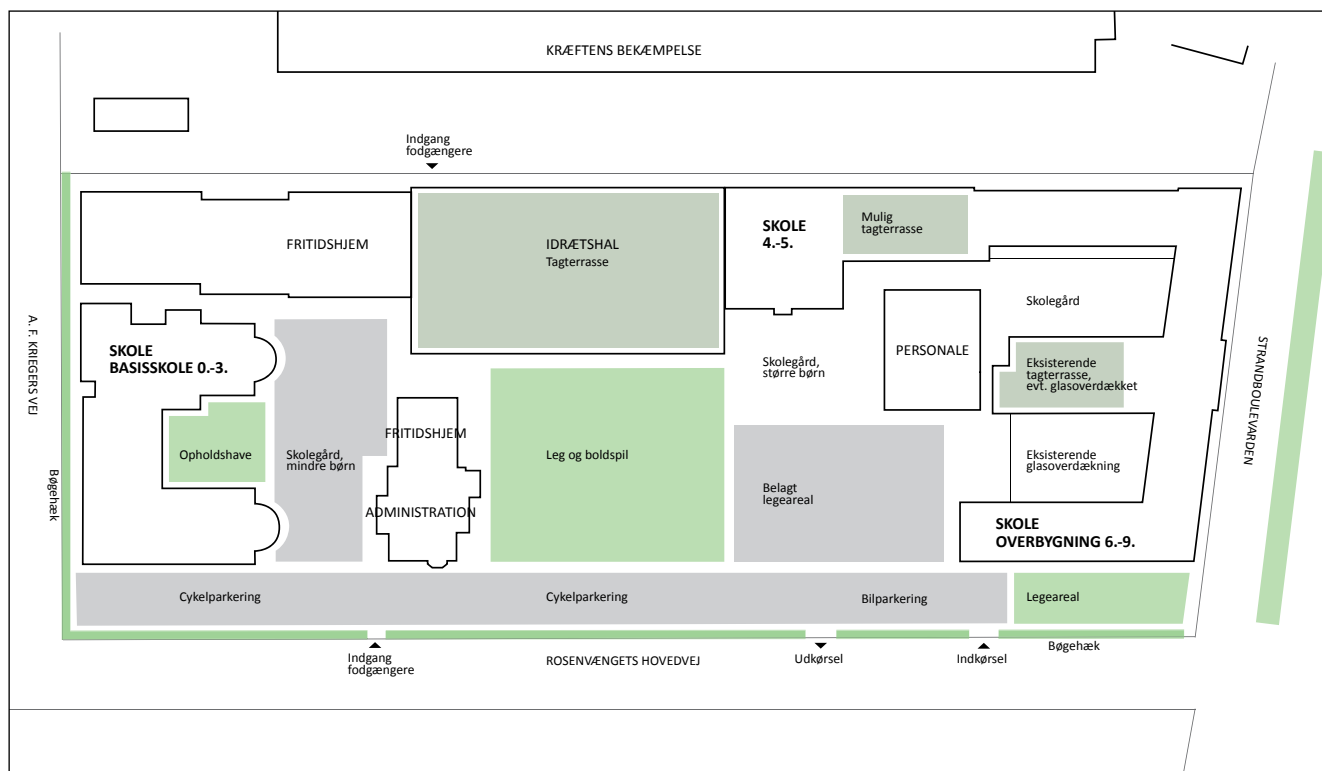 KRÆFTENS BEKÆMPELSE
Indgang
fodgængere
FRITIDSHJEM
IDRÆTSHAL
Tagterrasse
SKOLE
4.-5.
Mulig
tagterrasse
Skolegård
A. F. KRIEGERS VEJ
SKOLE
BASISSKOLE 0.-3.
Skolegård,
større børn
PERSONALE
Eksisterende
tagterrasse,
evt. glasoverdækket
STRANDBOULEVARDEN
Bøgehæk
Opholdshave
Skolegård,
mindre børn
FRITIDSHJEM
Leg og boldspil
Eksisterende
glasoverdækning
Belagt
legeareal
ADMINISTRATION
SKOLE
OVERBYGNING 6.-9.
Cykelparkering
Cykelparkering
Bilparkering
Legeareal
Bøgehæk
Indgang
fodgængere
ROSENVÆNGETS HOVEDVEJ
Udkørsel
Indkørsel